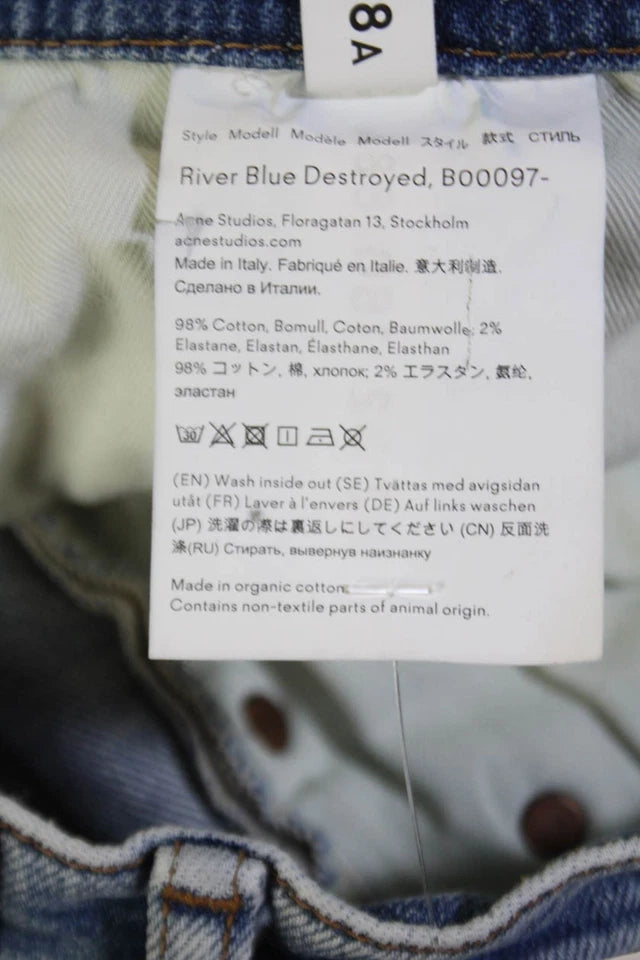 8A
Style Modell Modèle Modell スタイル 款式 СТИЛЬ
River Blue Destroyed, B00097-
Acne Studios, Floragatan 13, Stockholm
acnestudios.com
Made in Italy. Fabriqué en Italie. 意大利制造.
Сделано в Италии.
98% Cotton, Bomull, Coton, Baumwolle; 2%
Elastane, Elastan, Élasthane, Elasthan
98% コットン, 棉, хлопок; 2% エラスタン, 氨纶,
эластан
30
(EN) Wash inside out (SE) Tvättas med avigsidan
utåt (FR) Laver à l'envers (DE) Auf links waschen
(JP) 洗濯の際は裏返しにしてください (CN) 反面洗
涤(RU) Стирать, вывернув наизнанку
Made in organic cotton.
Contains non-textile parts of animal origin.